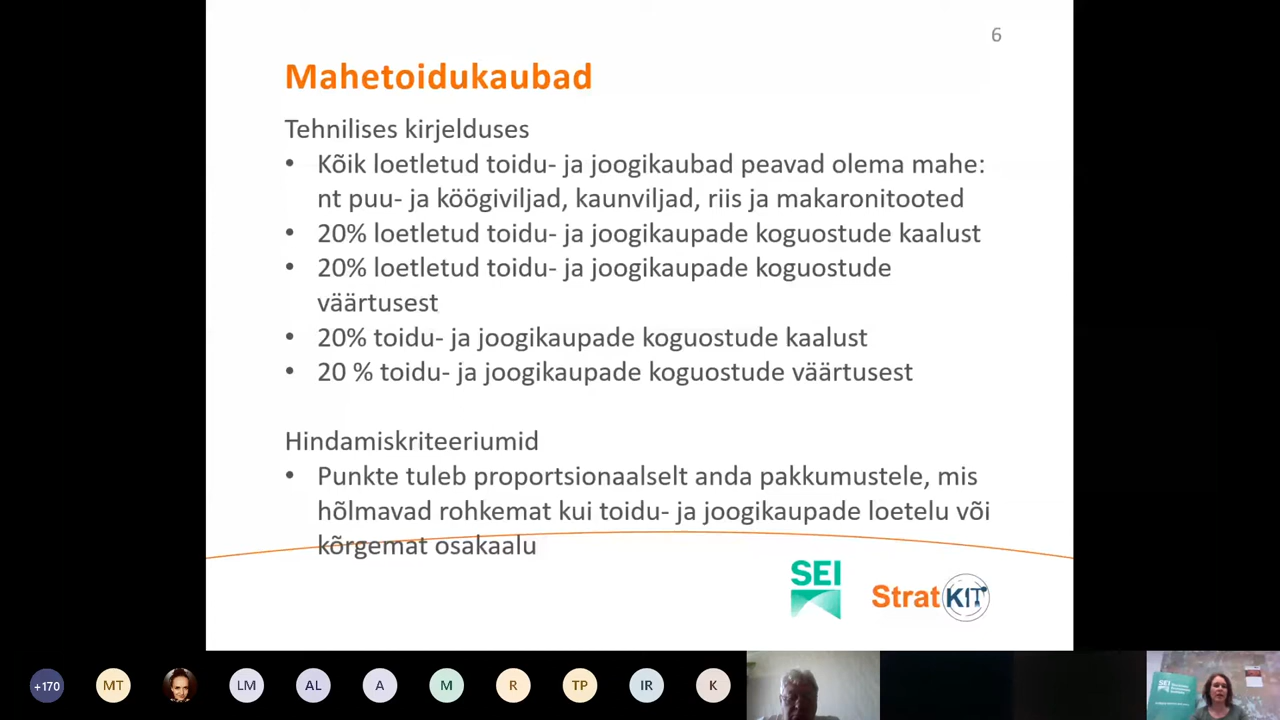 6
Mahetoidukaubad
Tehnilises kirjelduses
• Kõik loetletud toidu- ja joogikaubad peavad olema mahe:
nt puu- ja köögiviljad, kaunviljad, riis ja makaronitooted
• 20% loetletud toidu- ja joogikaupade koguostude kaalust
• 20% loetletud toidu- ja joogikaupade koguostude
väärtusest
• 20% toidu- ja joogikaupade koguostude kaalust
• 20 % toidu- ja joogikaupade koguostude väärtusest
Hindamiskriteeriumid
• Punkte tuleb proportsionaalselt anda pakkumustele, mis
hõlmavad rohkemat kui toidu- ja joogikaupade loetelu või
kõrgemat osakaalu
SEI
StratKIT
+170 MT LM AL A M R TP IR K
SEI